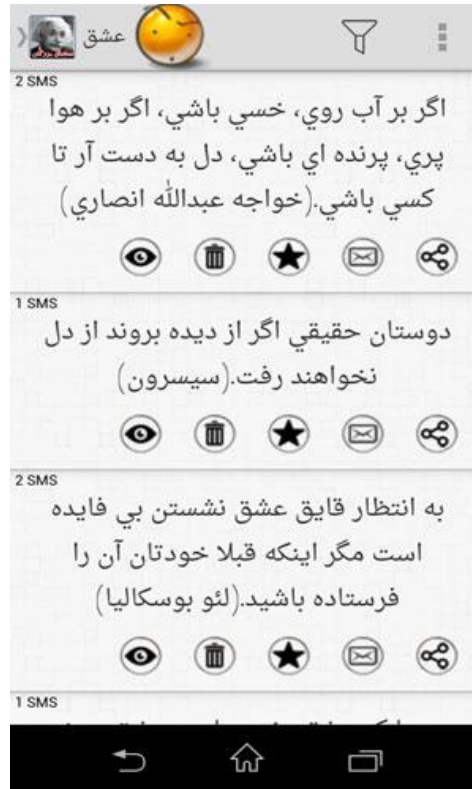 عشق
2 SMS
اگر بر آب روي، خسي باشي، اگر بر هوا
پري، پرنده اي باشي، دل به دست آر تا
كسي باشي.(خواجه عبدالله انصاري)
1 SMS
دوستان حقيقي اگر از ديده بروند از دل
نخواهند رفت.(سيسرون)
2 SMS
به انتظار قايق عشق نشستن بي فايده
است مگر اينكه قبلا خودتان آن را
فرستاده باشيد.(لئو بوسكاليا)
1 SMS